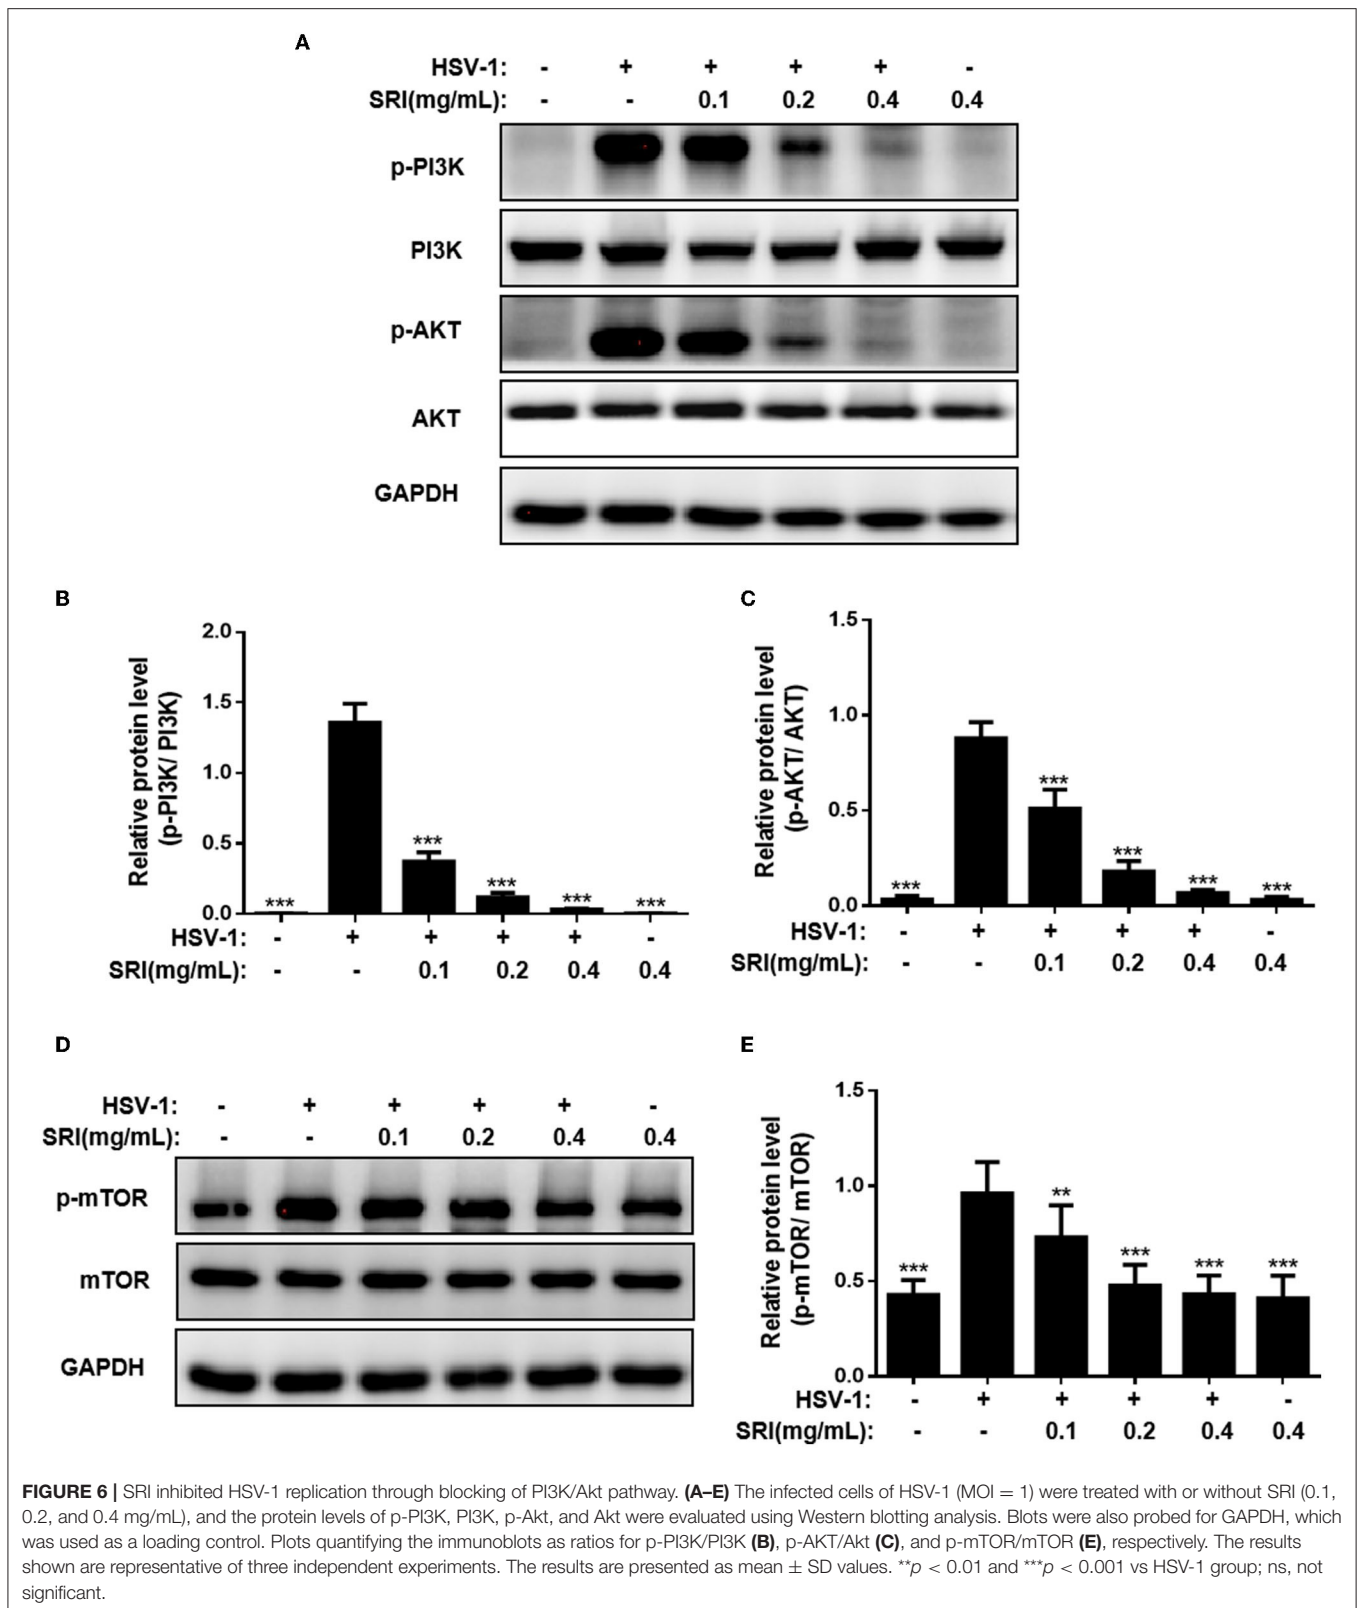 A
HSV-1: - + + + + -
SRI(mg/mL): - - 0.1 0.2 0.4 0.4
p-PI3K
PI3K
p-AKT
AKT
GAPDH
B
Relative protein level
(p-PI3K/ PI3K)
2.0
1.5
1.0
0.5
0.0
*** *** *** *** ***
HSV-1: - + + + + -
SRI(mg/mL): - - 0.1 0.2 0.4 0.4
C
Relative protein level
(p-AKT/ AKT)
1.5
1.0
0.5
0.0
*** *** *** *** ***
HSV-1: - + + + + -
SRI(mg/mL): - - 0.1 0.2 0.4 0.4
D
HSV-1: - + + + + -
SRI(mg/mL): - - 0.1 0.2 0.4 0.4
p-mTOR
mTOR
GAPDH
E
Relative protein level
(p-mTOR/ mTOR)
1.5
1.0
0.5
0.0
*** ** *** *** ***
HSV-1: - + + + + -
SRI(mg/mL): - - 0.1 0.2 0.4 0.4
FIGURE 6 | SRI inhibited HSV-1 replication through blocking of PI3K/Akt pathway. (A–E) The infected cells of HSV-1 (MOI = 1) were treated with or without SRI (0.1,
0.2, and 0.4 mg/mL), and the protein levels of p-PI3K, PI3K, p-Akt, and Akt were evaluated using Western blotting analysis. Blots were also probed for GAPDH, which
was used as a loading control. Plots quantifying the immunoblots as ratios for p-PI3K/PI3K (B), p-AKT/Akt (C), and p-mTOR/mTOR (E), respectively. The results
shown are representative of three independent experiments. The results are presented as mean ± SD values. **p < 0.01 and ***p < 0.001 vs HSV-1 group; ns, not
significant.